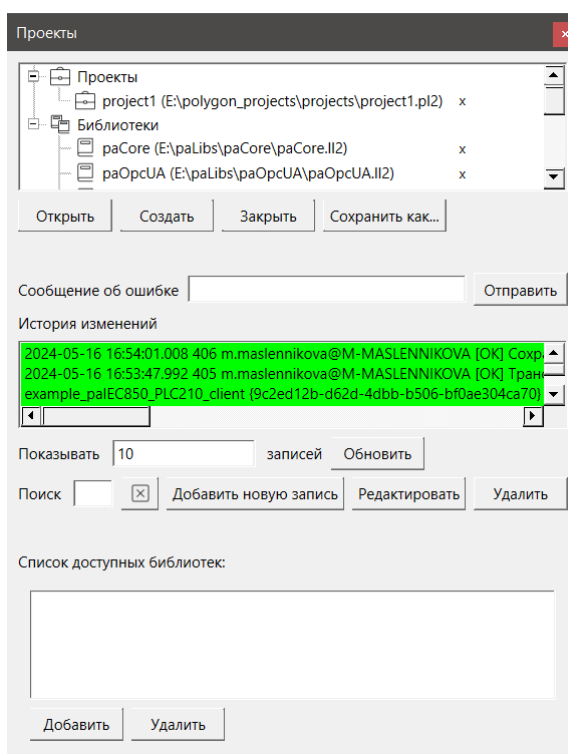 Проекты
Проекты
project1 (E:\polygon_projects\projects\project1.pl2) x
Библиотеки
paCore (E:\paLibs\paCore\paCore.ll2) x
paOpcUA (E:\paLibs\paOpcUA\paOpcUA.ll2) x
Открыть Создать Закрыть Сохранить как...
Сообщение об ошибке Отправить
История изменений
2024-05-16 16:54:01.008 406 m.maslennikova@M-MASLENNIKOVA [OK] Сохр
2024-05-16 16:53:47.992 405 m.maslennikova@M-MASLENNIKOVA [OK] Тран
example_paIEC850_PLC210_client {9c2ed12b-d62d-4dbb-b506-bf0ae304ca70}
Показывать 10 записей Обновить
Поиск Добавить новую запись Редактировать Удалить
Список доступных библиотек:
Добавить Удалить